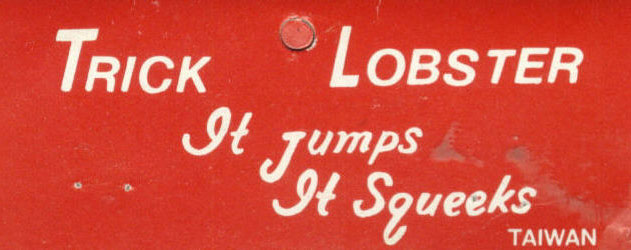 TRICK LOBSTER
It Jumps
It Squeeks
TAIWAN